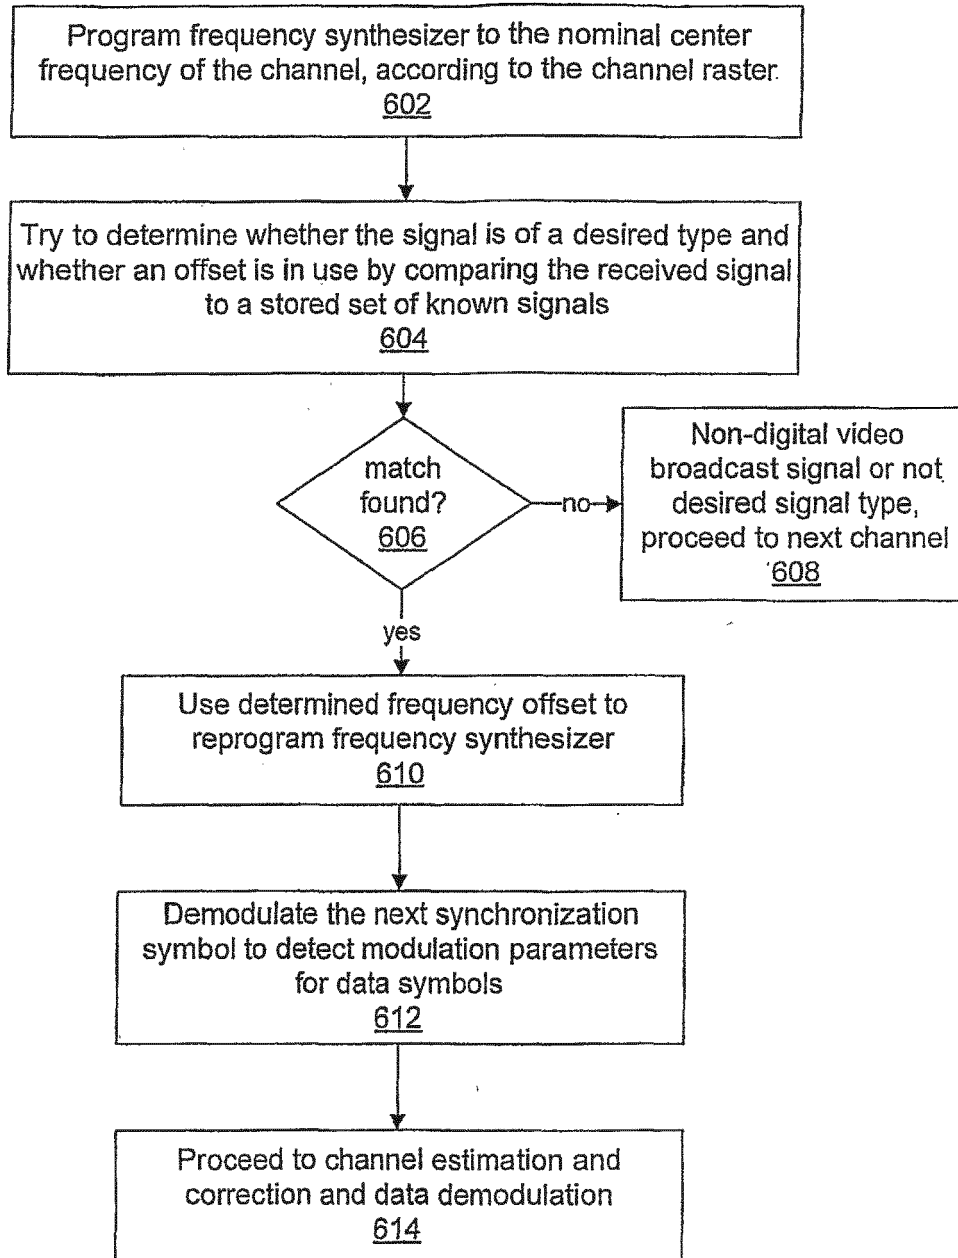 Program frequency synthesizer to the nominal center
frequency of the channel, according to the channel raster.
602
Try to determine whether the signal is of a desired type and
whether an offset is in use by comparing the received signal
to a stored set of known signals
604
match
found?
606
no
Non-digital video
broadcast signal or not
desired signal type,
proceed to next channel
608
yes
Use determined frequency offset to
reprogram frequency synthesizer
610
Demodulate the next synchronization
symbol to detect modulation parameters
for data symbols
612
Proceed to channel estimation and
correction and data demodulation
614